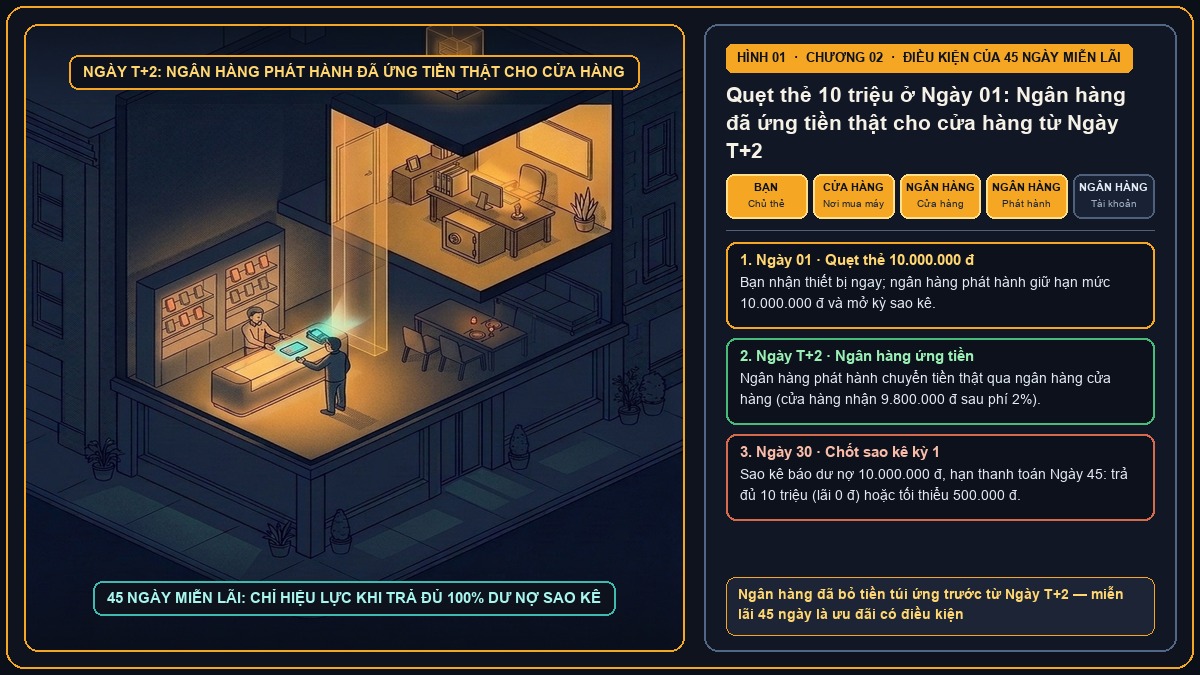 NGÀY T+2: NGÂN HÀNG PHÁT HÀNH ĐÃ ỨNG TIỀN THẬT CHO CỬA HÀNG
45 NGÀY MIỄN LÃI: CHỈ HIỆU LỰC KHI TRẢ ĐỦ 100% DƯ NỢ SAO KÊ
HÌNH 01 · CHƯƠNG 02 · ĐIỀU KIỆN CỦA 45 NGÀY MIỄN LÃI
Quẹt thẻ 10 triệu ở Ngày 01: Ngân hàng
đã ứng tiền thật cho cửa hàng từ Ngày
T+2
BẠN
Chủ thẻ
CỬA HÀNG
Nơi mua máy
NGÂN HÀNG
Cửa hàng
NGÂN HÀNG
Phát hành
NGÂN HÀNG
Tài khoản
1. Ngày 01 · Quẹt thẻ 10.000.000 đ
Bạn nhận thiết bị ngay; ngân hàng phát hành giữ hạn mức
10.000.000 đ và mở kỳ sao kê.
2. Ngày T+2 · Ngân hàng ứng tiền
Ngân hàng phát hành chuyển tiền thật qua ngân hàng cửa
hàng (cửa hàng nhận 9.800.000 đ sau phí 2%).
3. Ngày 30 · Chốt sao kê kỳ 1
Sao kê báo dư nợ 10.000.000 đ, hạn thanh toán Ngày 45: trả
đủ 10 triệu (lãi 0 đ) hoặc tối thiểu 500.000 đ.
Ngân hàng đã bỏ tiền túi ứng trước từ Ngày T+2 — miễn
lãi 45 ngày là ưu đãi có điều kiện